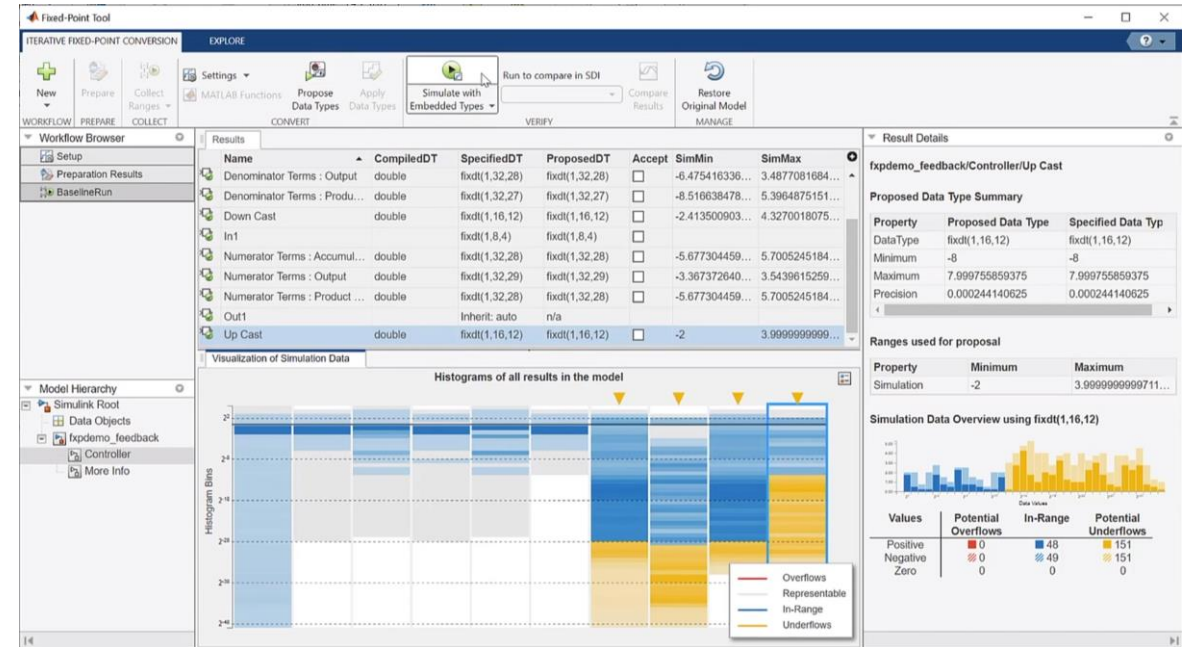 Fixed-Point Tool
ITERATIVE FIXED-POINT CONVERSION EXPLORE
New Prepare Collect Ranges
Settings
MATLAB Functions
Propose Data Types
Apply Data Types
Simulate with Embedded Types
Run to compare in SDI
Compare Results
Restore Original Model
WORKFLOW PREPARE COLLECT CONVERT VERIFY MANAGE
Workflow Browser
Setup
Preparation Results
BaselineRun
Model Hierarchy
Simulink Root
Data Objects
fxpdemo_feedback
Controller
More Info
Results
Name CompiledDT SpecifiedDT ProposedDT Accept SimMin SimMax
Denominator Terms : Output double fixdt(1,32,28) fixdt(1,32,28) -6.475416336... 3.4877081684...
Denominator Terms : Produ... double fixdt(1,32,27) fixdt(1,32,27) -8.516638478... 5.3964875151...
Down Cast double fixdt(1,16,12) fixdt(1,16,12) -2.413500903... 4.3270018075...
In1 fixdt(1,8,4) fixdt(1,8,4)
Numerator Terms : Accumul... double fixdt(1,32,28) fixdt(1,32,28) -5.677304459... 5.7005245184...
Numerator Terms : Output double fixdt(1,32,29) fixdt(1,32,29) -3.367372640... 3.5439615259...
Numerator Terms : Product ... double fixdt(1,32,28) fixdt(1,32,28) -5.677304459... 5.7005245184...
Out1 Inherit: auto n/a
Up Cast double fixdt(1,16,12) fixdt(1,16,12) -2 3.9999999999...
Visualization of Simulation Data
Histograms of all results in the model
Histogram Bins
Overflows
Representable
In-Range
Underflows
Result Details
fxpdemo_feedback/Controller/Up Cast
Proposed Data Type Summary
Property Proposed Data Type Specified Data Typ
DataType fixdt(1,16,12) fixdt(1,16,12)
Minimum -8 -8
Maximum 7.999755859375 7.999755859375
Precision 0.000244140625 0.000244140625
Ranges used for proposal
Property Minimum Maximum
Simulation -2 3.9999999999711...
Simulation Data Overview using fixdt(1,16,12)
Data Values
Values Potential Overflows In-Range Potential Underflows
Positive 0 48 151
Negative 0 49 151
Zero 0 0 0